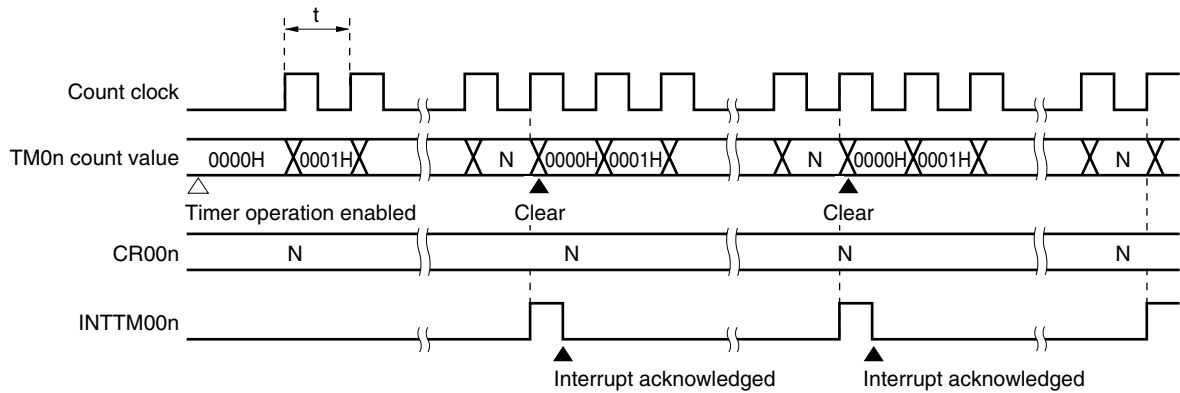 t
Count clock
TM0n count value 0000H 0001H N 0000H 0001H N 0000H 0001H N
Timer operation enabled Clear Clear
CR00n N N N N
INTTM00n
Interrupt acknowledged Interrupt acknowledged